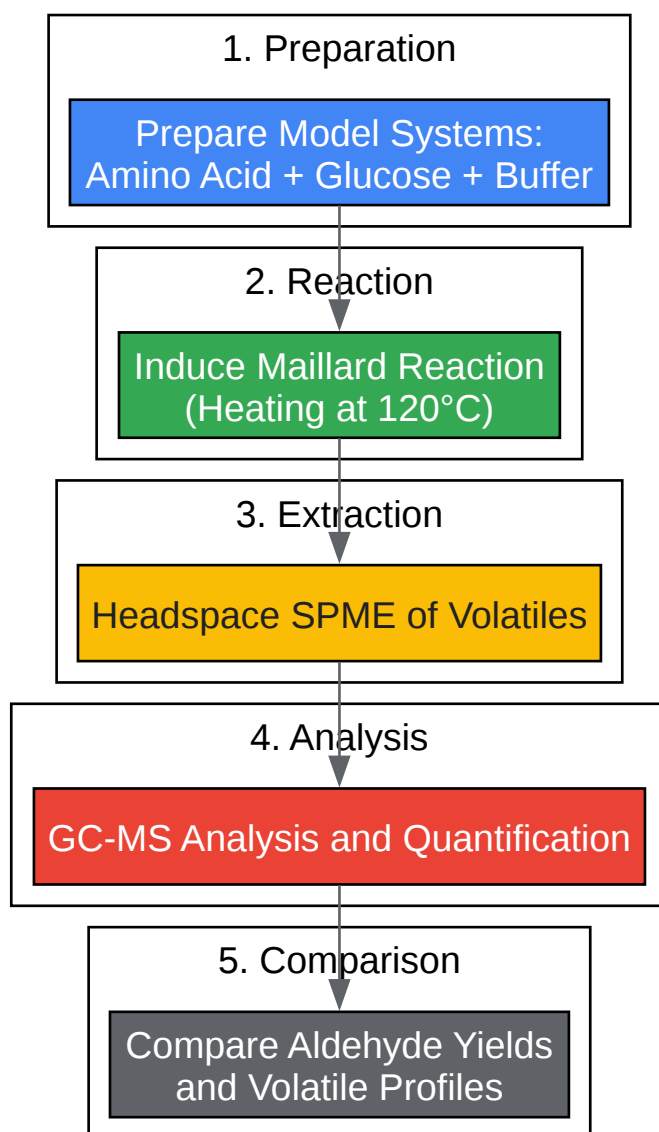 1. Preparation
Prepare Model Systems:
Amino Acid + Glucose + Buffer
2. Reaction
Induce Maillard Reaction
(Heating at 120°C)
3. Extraction
Headspace SPME of Volatiles
4. Analysis
GC-MS Analysis and Quantification
5. Comparison
Compare Aldehyde Yields
and Volatile Profiles